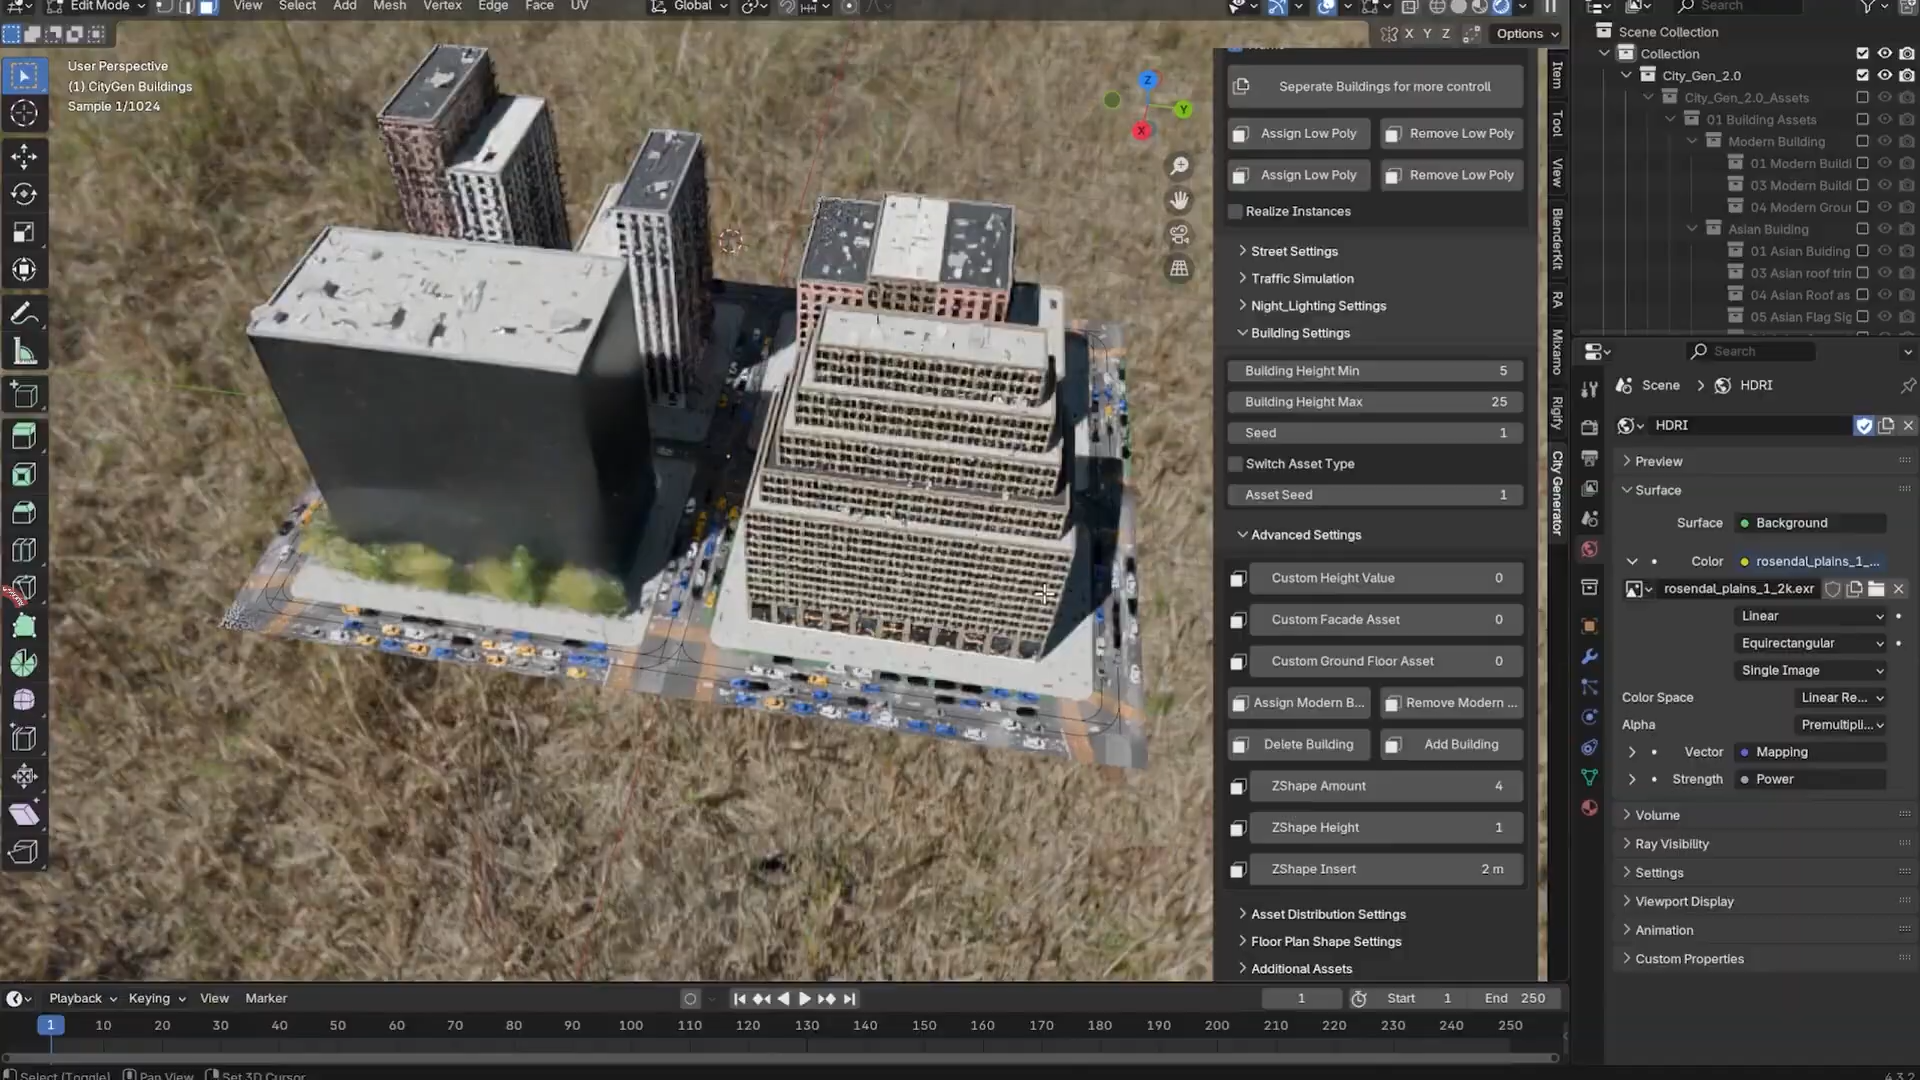 Edit Mode View Select Add Mesh Vertex Edge Face UV Global
X Y Z Options
User Perspective
(1) CityGen Buildings
Sample 1/1024
Z
Y
X
Seperate Buildings for more controll
Assign Low Poly Remove Low Poly
Assign Low Poly Remove Low Poly
Realize Instances
Street Settings
Traffic Simulation
Night_Lighting Settings
Building Settings
Building Height Min 5
Building Height Max 25
Seed 1
Switch Asset Type
Asset Seed 1
Advanced Settings
Custom Height Value 0
Custom Facade Asset 0
Custom Ground Floor Asset 0
Assign Modern B... Remove Modern ...
Delete Building Add Building
ZShape Amount 4
ZShape Height 1
ZShape Insert 2 m
Asset Distribution Settings
Floor Plan Shape Settings
Additional Assets
Item
Tool
View
BlenderKit
RA
Mixamo
Rigify
City Generator
Search
Scene Collection
Collection
City_Gen_2.0
City_Gen_2.0_Assets
01 Building Assets
Modern Building
01 Modern Buildi
03 Modern Buildi
04 Modern Grou
Asian Buiding
01 Asian Buiding
03 Asian roof trin
04 Asian Roof as
05 Asian Flag Sig
Search
Scene > HDRI
HDRI
Preview
Surface
Surface Background
Color rosendal_plains_1_...
rosendal_plains_1_2k.exr
Linear
Equirectangular
Single Image
Color Space Linear Re...
Alpha Premultipli...
Vector Mapping
Strength Power
Volume
Ray Visibility
Settings
Viewport Display
Animation
Custom Properties
Playback Keying View Marker 1 Start 1 End 250
1 10 20 30 40 50 60 70 80 90 100 110 120 130 140 150 160 170 180 190 200 210 220 230 240 250
Select (Toggle) Pan View Set 3D Cursor 4.3.2